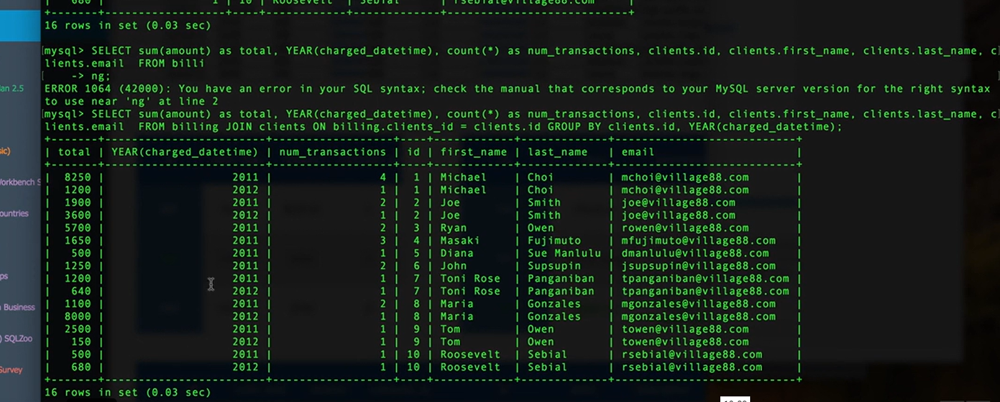 680 | 1 | 10 | Roosevelt | Sebial | rsebial@village88.com |
16 rows in set (0.03 sec)
[mysql> SELECT sum(amount) as total, YEAR(charged_datetime), count(*) as num_transactions, clients.id, clients.first_name, clients.last_name, c]
lients.email  FROM billi
[    -> ng;
ERROR 1064 (42000): You have an error in your SQL syntax; check the manual that corresponds to your MySQL server version for the right syntax
to use near 'ng' at line 2
[mysql> SELECT sum(amount) as total, YEAR(charged_datetime), count(*) as num_transactions, clients.id, clients.first_name, clients.last_name, c]
lients.email  FROM billing JOIN clients ON billing.clients_id = clients.id GROUP BY clients.id, YEAR(charged_datetime);
| total | YEAR(charged_datetime) | num_transactions | id | first_name | last_name | email |
| 8250 | 2011 | 4 | 1 | Michael | Choi | mchoi@village88.com |
| 1200 | 2012 | 1 | 1 | Michael | Choi | mchoi@village88.com |
| 1900 | 2011 | 2 | 2 | Joe | Smith | joe@village88.com |
| 3600 | 2012 | 1 | 2 | Joe | Smith | joe@village88.com |
| 5700 | 2011 | 2 | 3 | Ryan | Owen | rowen@village88.com |
| 1650 | 2011 | 3 | 4 | Masaki | Fujimuto | mfujimuto@village88.com |
| 500 | 2011 | 1 | 5 | Diana | Sue Manlulu | dmanlulu@village88.com |
| 1250 | 2011 | 2 | 6 | John | Supsupin | jsupsupin@village88.com |
| 1200 | 2011 | 1 | 7 | Toni Rose | Panganiban | tpanganiban@village88.com |
| 640 | 2012 | 1 | 7 | Toni Rose | Panganiban | tpanganiban@village88.com |
| 1100 | 2011 | 2 | 8 | Maria | Gonzales | mgonzales@village88.com |
| 8000 | 2012 | 1 | 8 | Maria | Gonzales | mgonzales@village88.com |
| 2500 | 2011 | 1 | 9 | Tom | Owen | towen@village88.com |
| 150 | 2012 | 1 | 9 | Tom | Owen | towen@village88.com |
| 500 | 2011 | 1 | 10 | Roosevelt | Sebial | rsebial@village88.com |
| 680 | 2012 | 1 | 10 | Roosevelt | Sebial | rsebial@village88.com |
16 rows in set (0.03 sec)
lan 2.5
sic)
Workbench S
ountries
ps
n Business
) SQLZoo
Survey